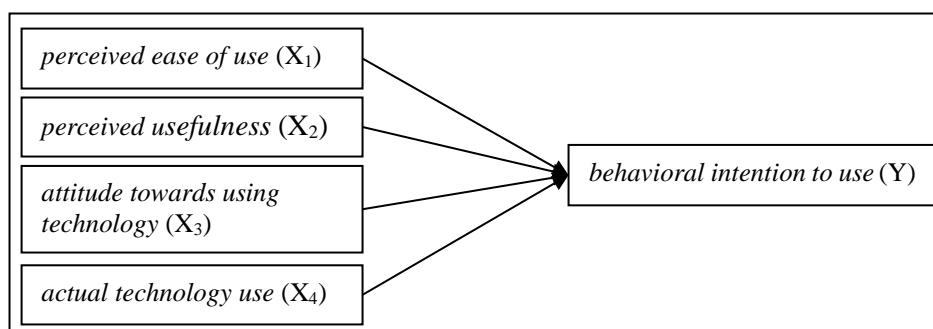 perceived ease of use (X₁)
perceived usefulness (X₂)
attitude towards using
technology (X₃)
actual technology use (X₄)
behavioral intention to use (Y)